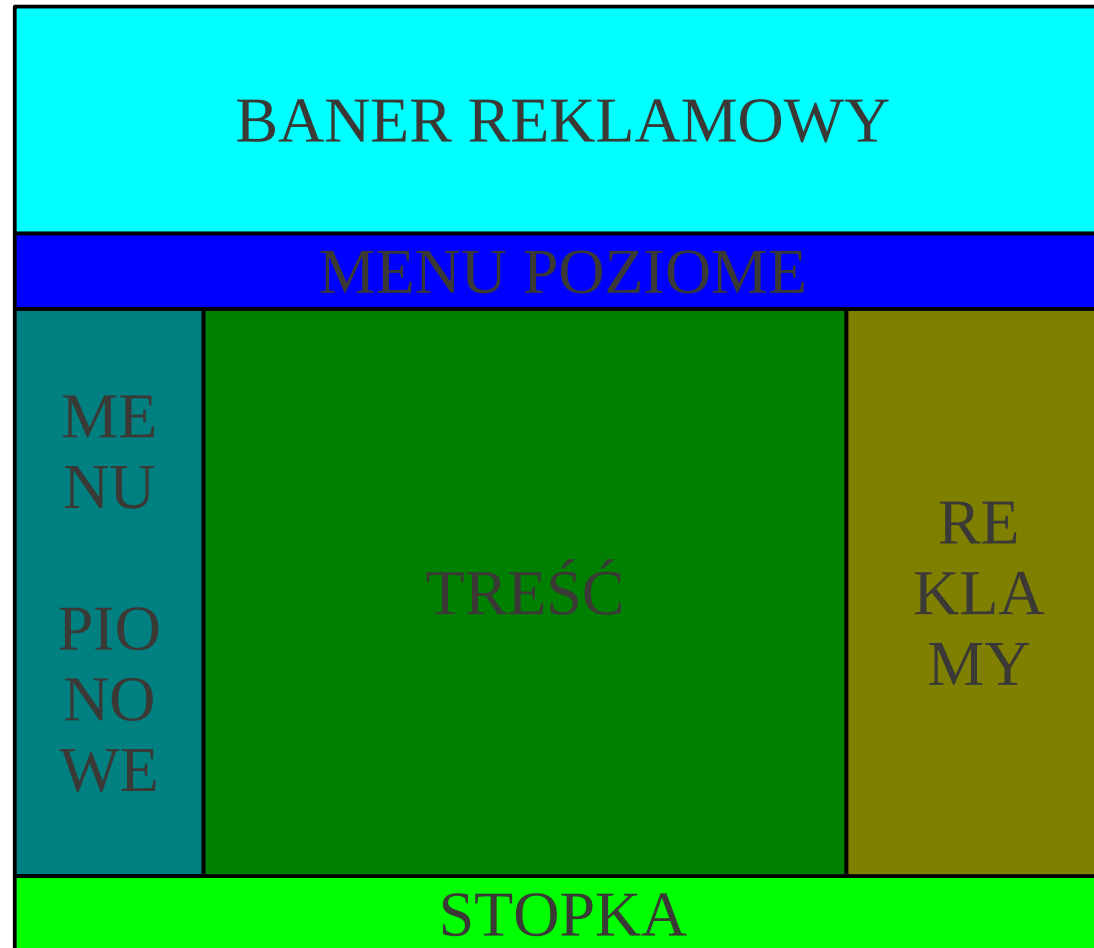 BANER REKLAMOWY
MENU POZIOME
ME
NU
PIO
NO
WE
TREŚĆ
RE
KLA
MY
STOPKA